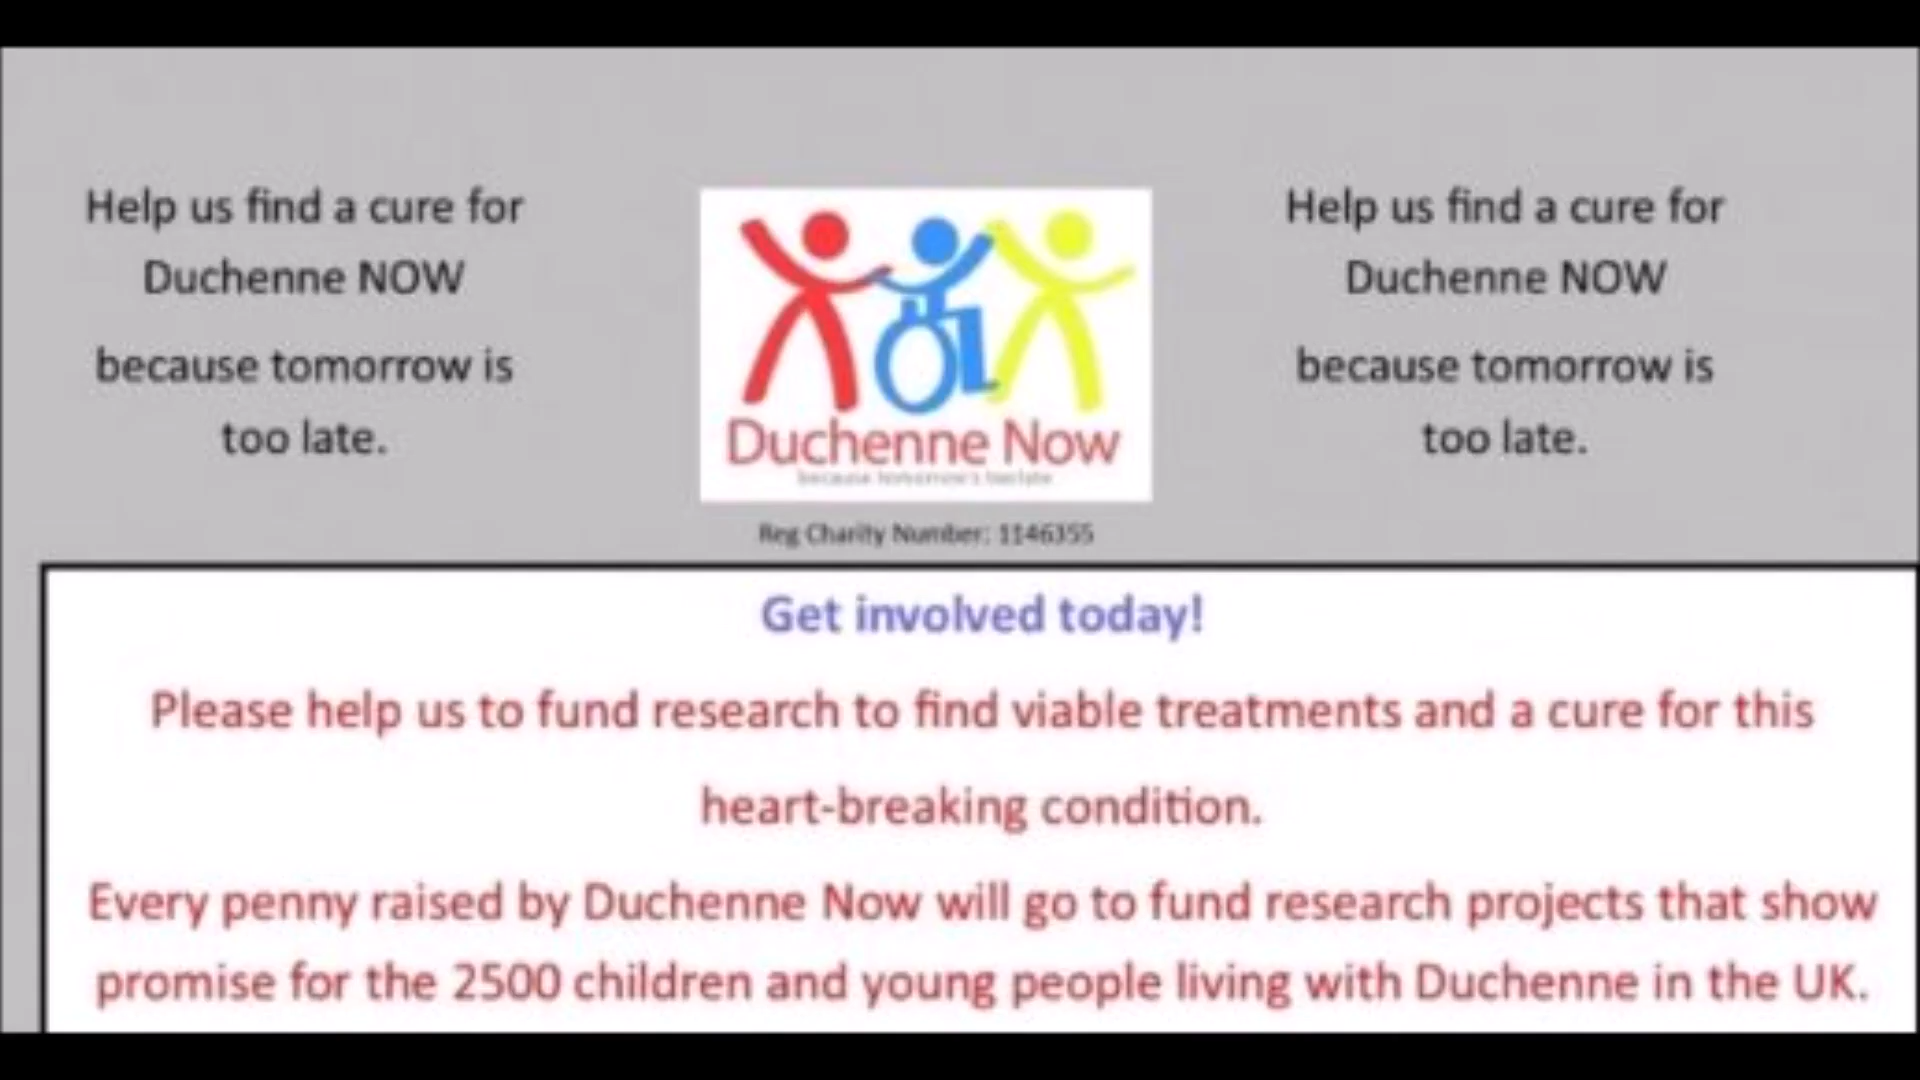 Help us find a cure for
Duchenne NOW
because tomorrow is
too late.
Duchenne Now
because tomorrow's too late
Reg Charity Number: 1146355
Help us find a cure for
Duchenne NOW
because tomorrow is
too late.
Get involved today!
Please help us to fund research to find viable treatments and a cure for this
heart-breaking condition.
Every penny raised by Duchenne Now will go to fund research projects that show
promise for the 2500 children and young people living with Duchenne in the UK.